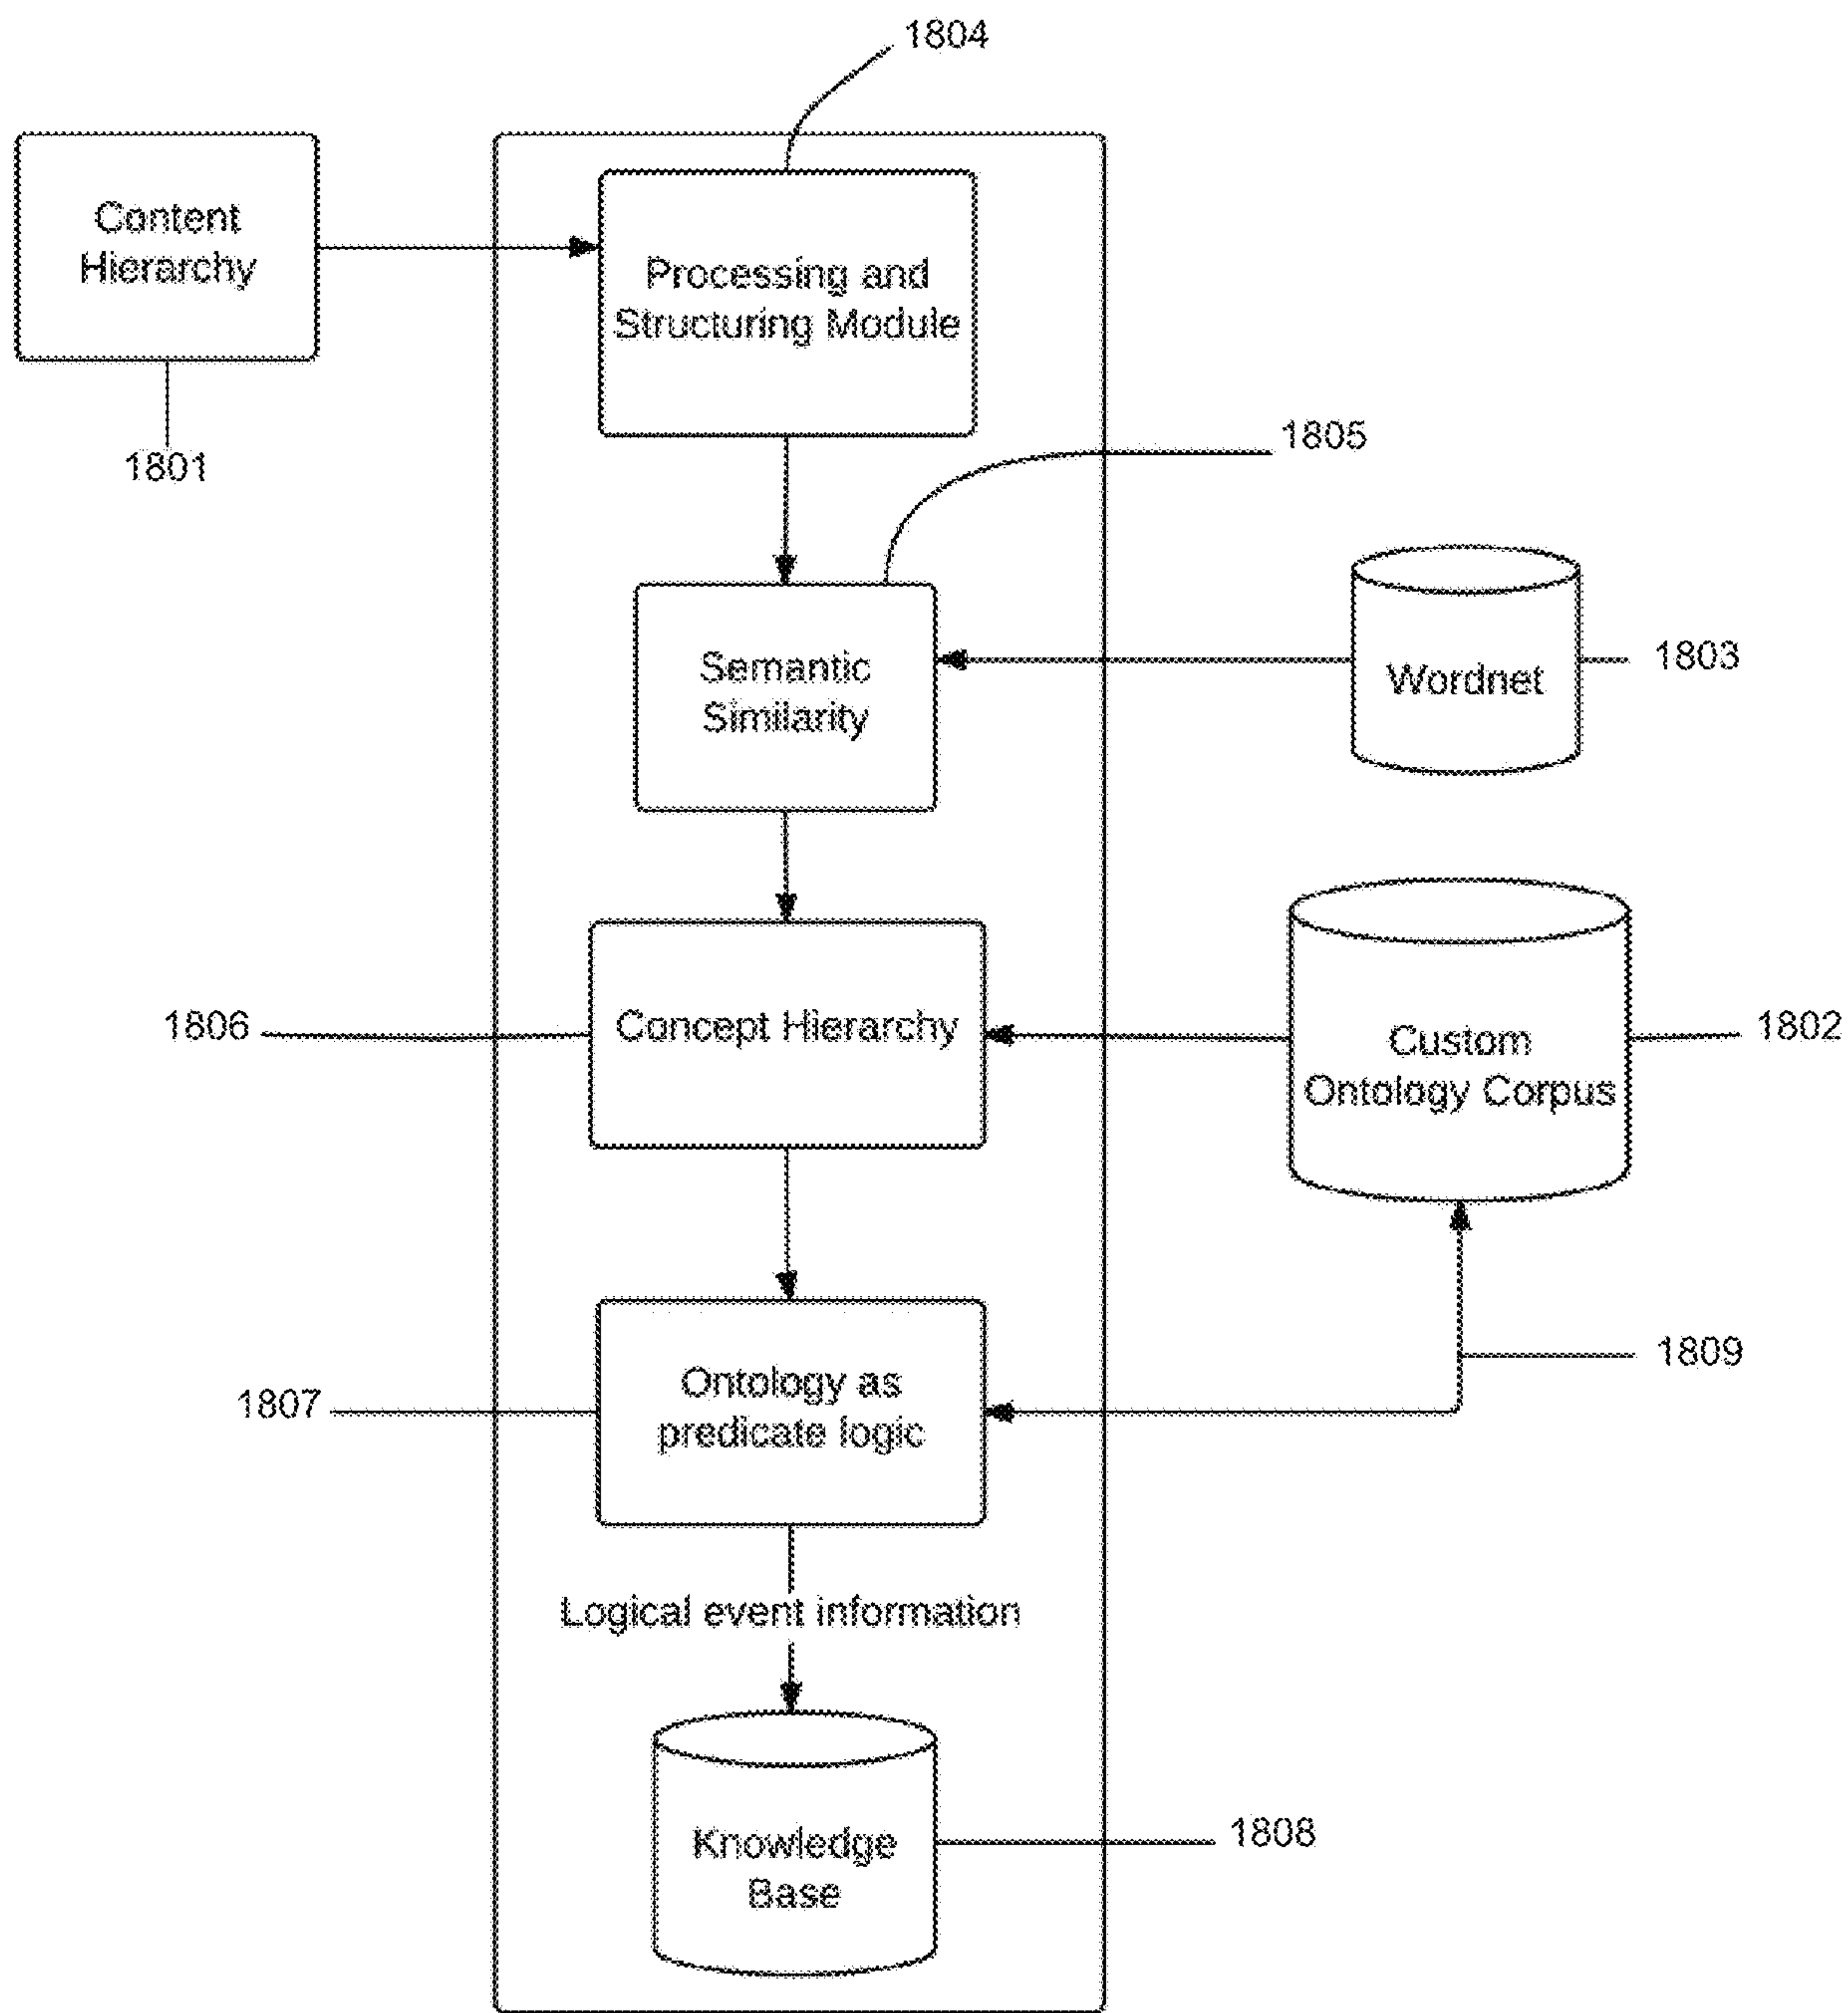 1804
Content
Hierarchy
Processing and
Structuring Module
1801
1805
Semantic
Similarity
Wordnet
1803
1806
Concept Hierarchy
Custom
Ontology Corpus
1802
1807
Ontology as
predicate logic
1809
Logical event information
Knowledge
Base
1808